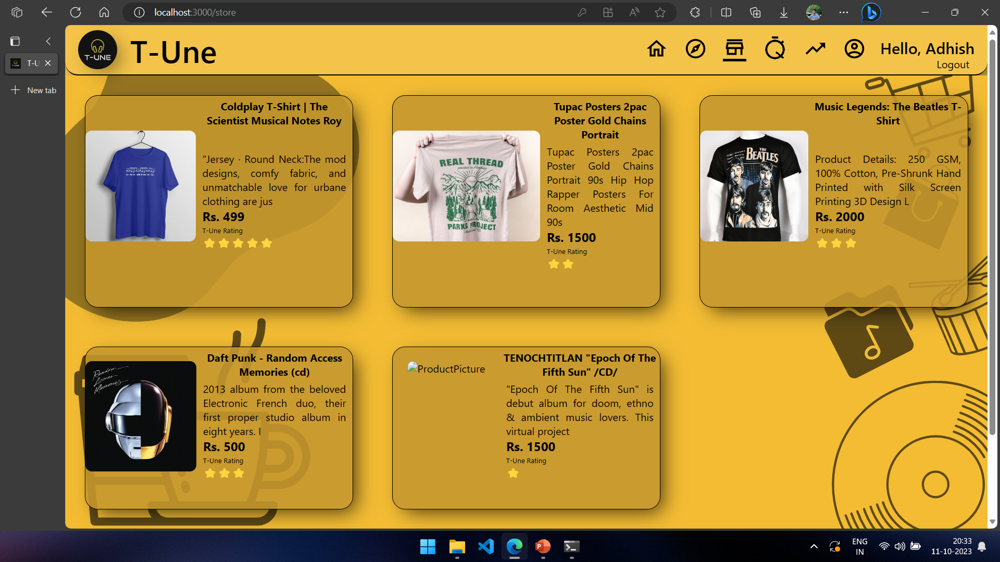 localhost:3000/store
T-U
New tab
T-UNE
T-Une
Hello, Adhish
Logout
Coldplay T-Shirt | The
Scientist Musical Notes Roy
"Jersey · Round Neck:The mod
designs, comfy fabric, and
unmatchable love for urbane
clothing are jus
Rs. 499
T-Une Rating
Tupac Posters 2pac
Poster Gold Chains
Portrait
REAL THREAD
printed in America
PARKS PROJECT
Tupac Posters 2pac
Poster Gold Chains
Portrait 90s Hip Hop
Rapper Posters For
Room Aesthetic Mid
90s
Rs. 1500
T-Une Rating
Music Legends: The Beatles T-
Shirt
THE
BEATLES
Product Details: 250 GSM,
100% Cotton, Pre-Shrunk Hand
Printed with Silk Screen
Printing 3D Design L
Rs. 2000
T-Une Rating
Daft Punk - Random Access
Memories (cd)
Random
Access
Memories
2013 album from the beloved
Electronic French duo, their
first proper studio album in
eight years. I
Rs. 500
T-Une Rating
ProductPicture
TENOCHTITLAN "Epoch Of The
Fifth Sun" /CD/
"Epoch Of The Fifth Sun" is
debut album for doom, ethno
& ambient music lovers. This
virtual project
Rs. 1500
T-Une Rating
ENG
IN
20:33
11-10-2023